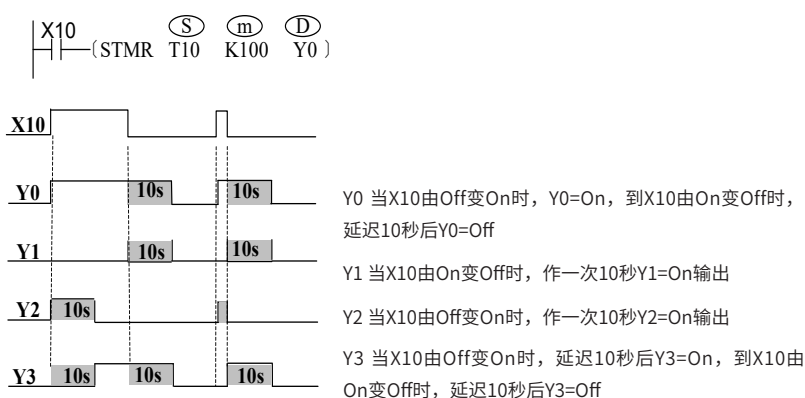 X10 S m D
STMR T10 K100 Y0
X10
Y0 10s 10s
Y1 10s 10s
Y2 10s
Y3 10s 10s 10s
Y0 当X10由Off变On时，Y0=On，到X10由On变Off时，
延迟10秒后Y0=Off
Y1 当X10由On变Off时，作一次10秒Y1=On输出
Y2 当X10由Off变On时，作一次10秒Y2=On输出
Y3 当X10由Off变On时，延迟10秒后Y3=On，到X10由
On变Off时，延迟10秒后Y3=Off